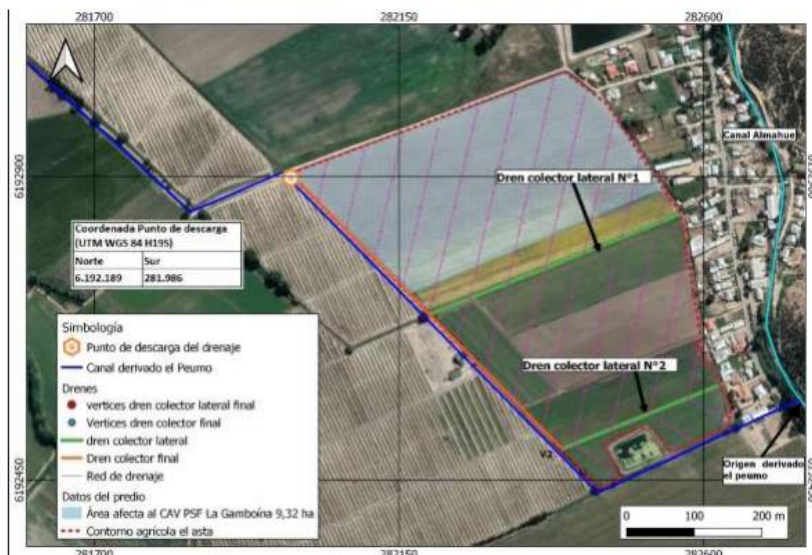 281700
282150
282600
6192900
6192900
Canal Almahue
Dren colector lateral N°1
Coordenada Punto de descarga
(UTM WGS 84 H19S)
Norte Sur
6.192.189 281.986
Simbología
Punto de descarga del drenaje
Canal derivado el Peumo
Drenes
vertices dren colector lateral final
Vertices dren colector final
dren colector lateral
Dren colector final
Red de drenaje
Datos del predio
Área afecta al CAV PSF La Gamboína 9,32 ha
Contorno agrícola el asta
Dren colector lateral N°2
V2
Origen derivado
el peumo
6192450
6192450
0 100 200 m
281700
282150
282600